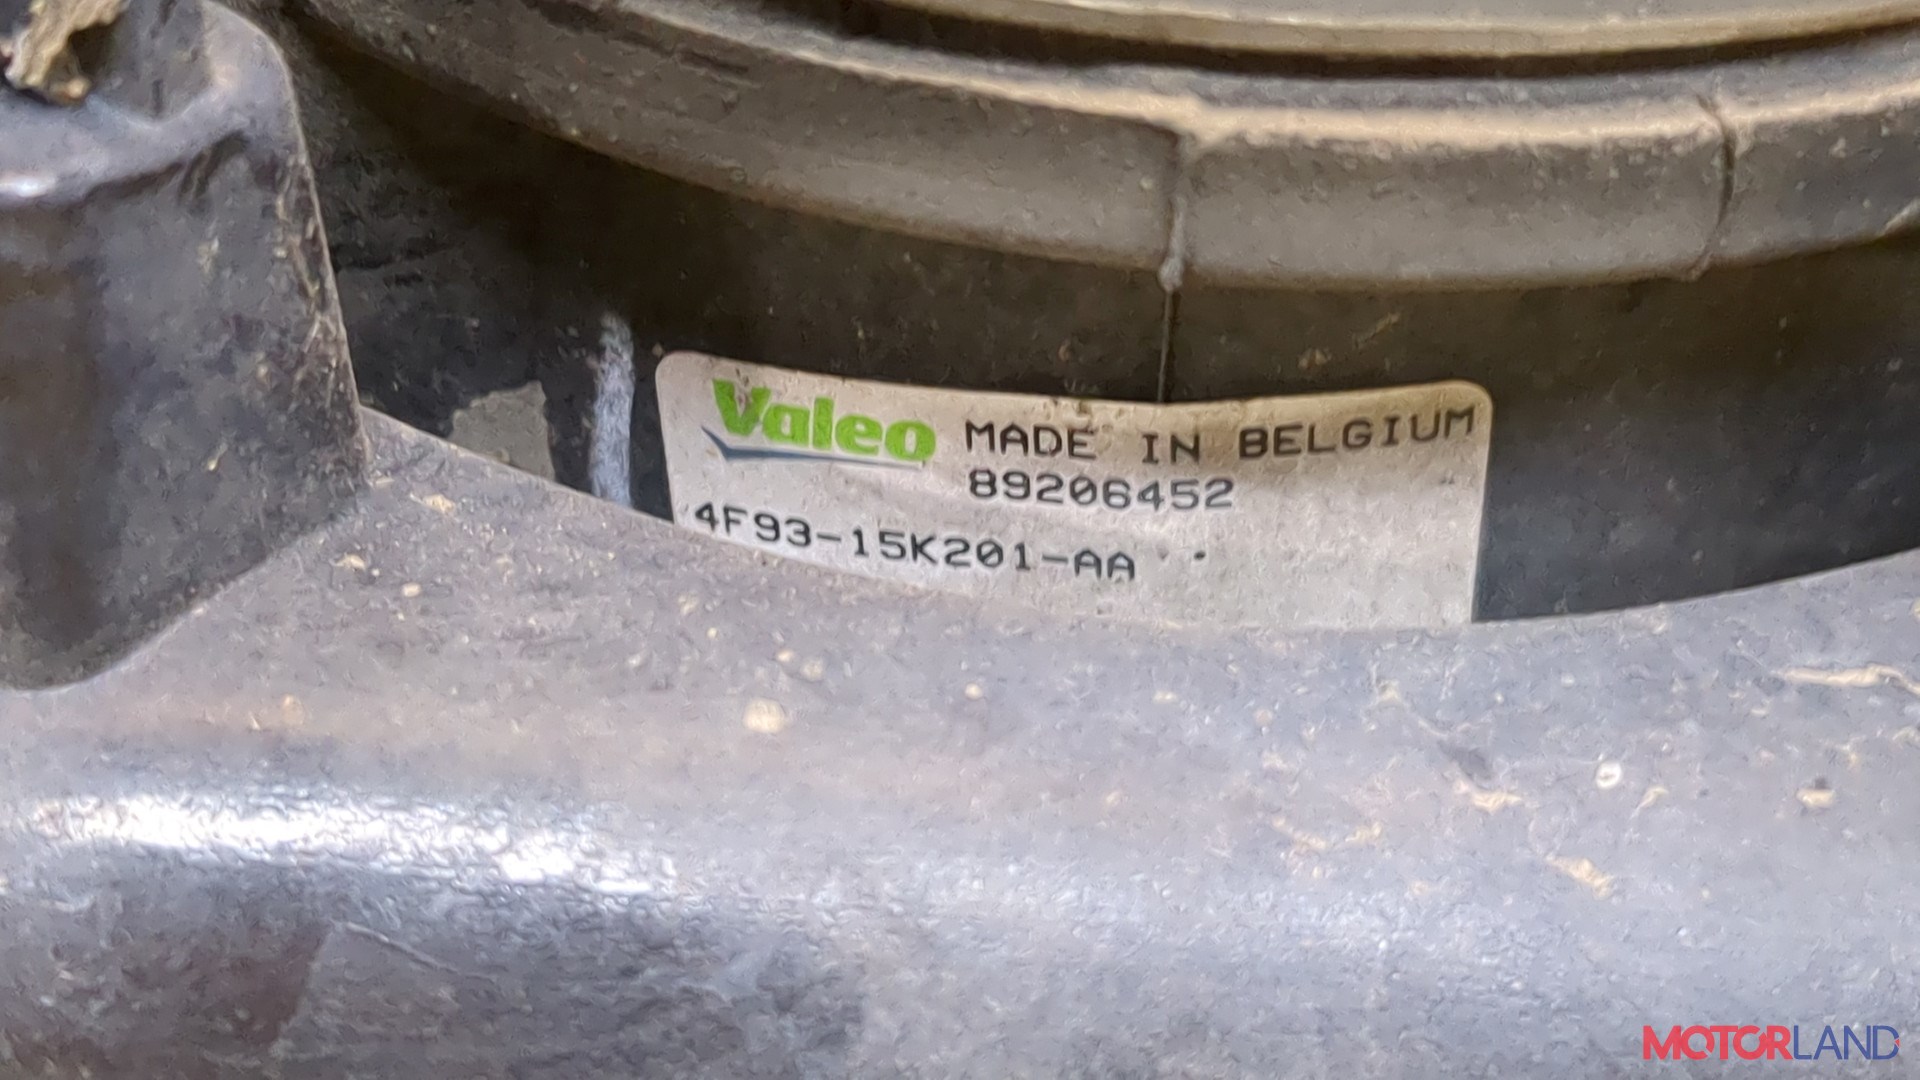 Valeo MADE IN BELGIUM
89206452
4F93-15K201-AA
MOTORLAND